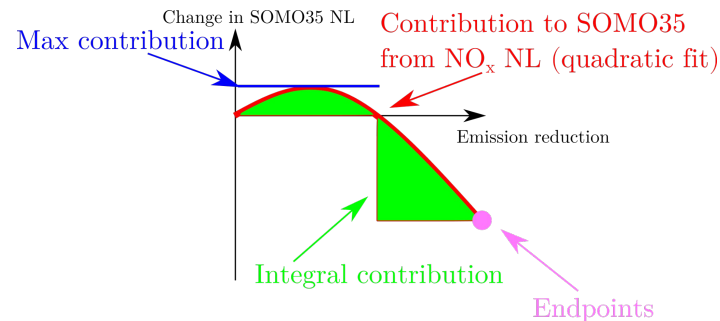 Change in SOMO35 NL
Max contribution
Contribution to SOMO35
from NOx NL (quadratic fit)
Emission reduction
Integral contribution
Endpoints